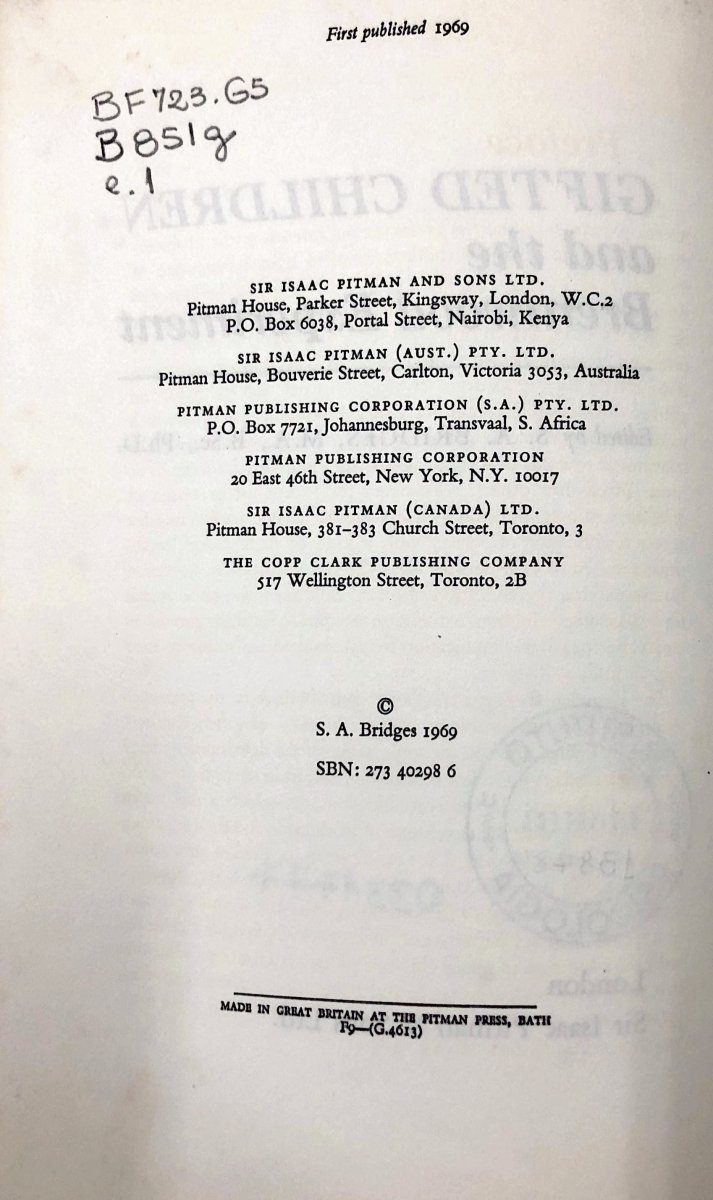 First published 1969
BF723.G5
B851g
e.1
SIR ISAAC PITMAN AND SONS LTD.
Pitman House, Parker Street, Kingsway, London, W.C.2
P.O. Box 6038, Portal Street, Nairobi, Kenya
SIR ISAAC PITMAN (AUST.) PTY. LTD.
Pitman House, Bouverie Street, Carlton, Victoria 3053, Australia
PITMAN PUBLISHING CORPORATION (S.A.) PTY. LTD.
P.O. Box 7721, Johannesburg, Transvaal, S. Africa
PITMAN PUBLISHING CORPORATION
20 East 46th Street, New York, N.Y. 10017
SIR ISAAC PITMAN (CANADA) LTD.
Pitman House, 381–383 Church Street, Toronto, 3
THE COPP CLARK PUBLISHING COMPANY
517 Wellington Street, Toronto, 2B
©
S. A. Bridges 1969
SBN: 273 40298 6
MADE IN GREAT BRITAIN AT THE PITMAN PRESS, BATH
F9—(G.4613)